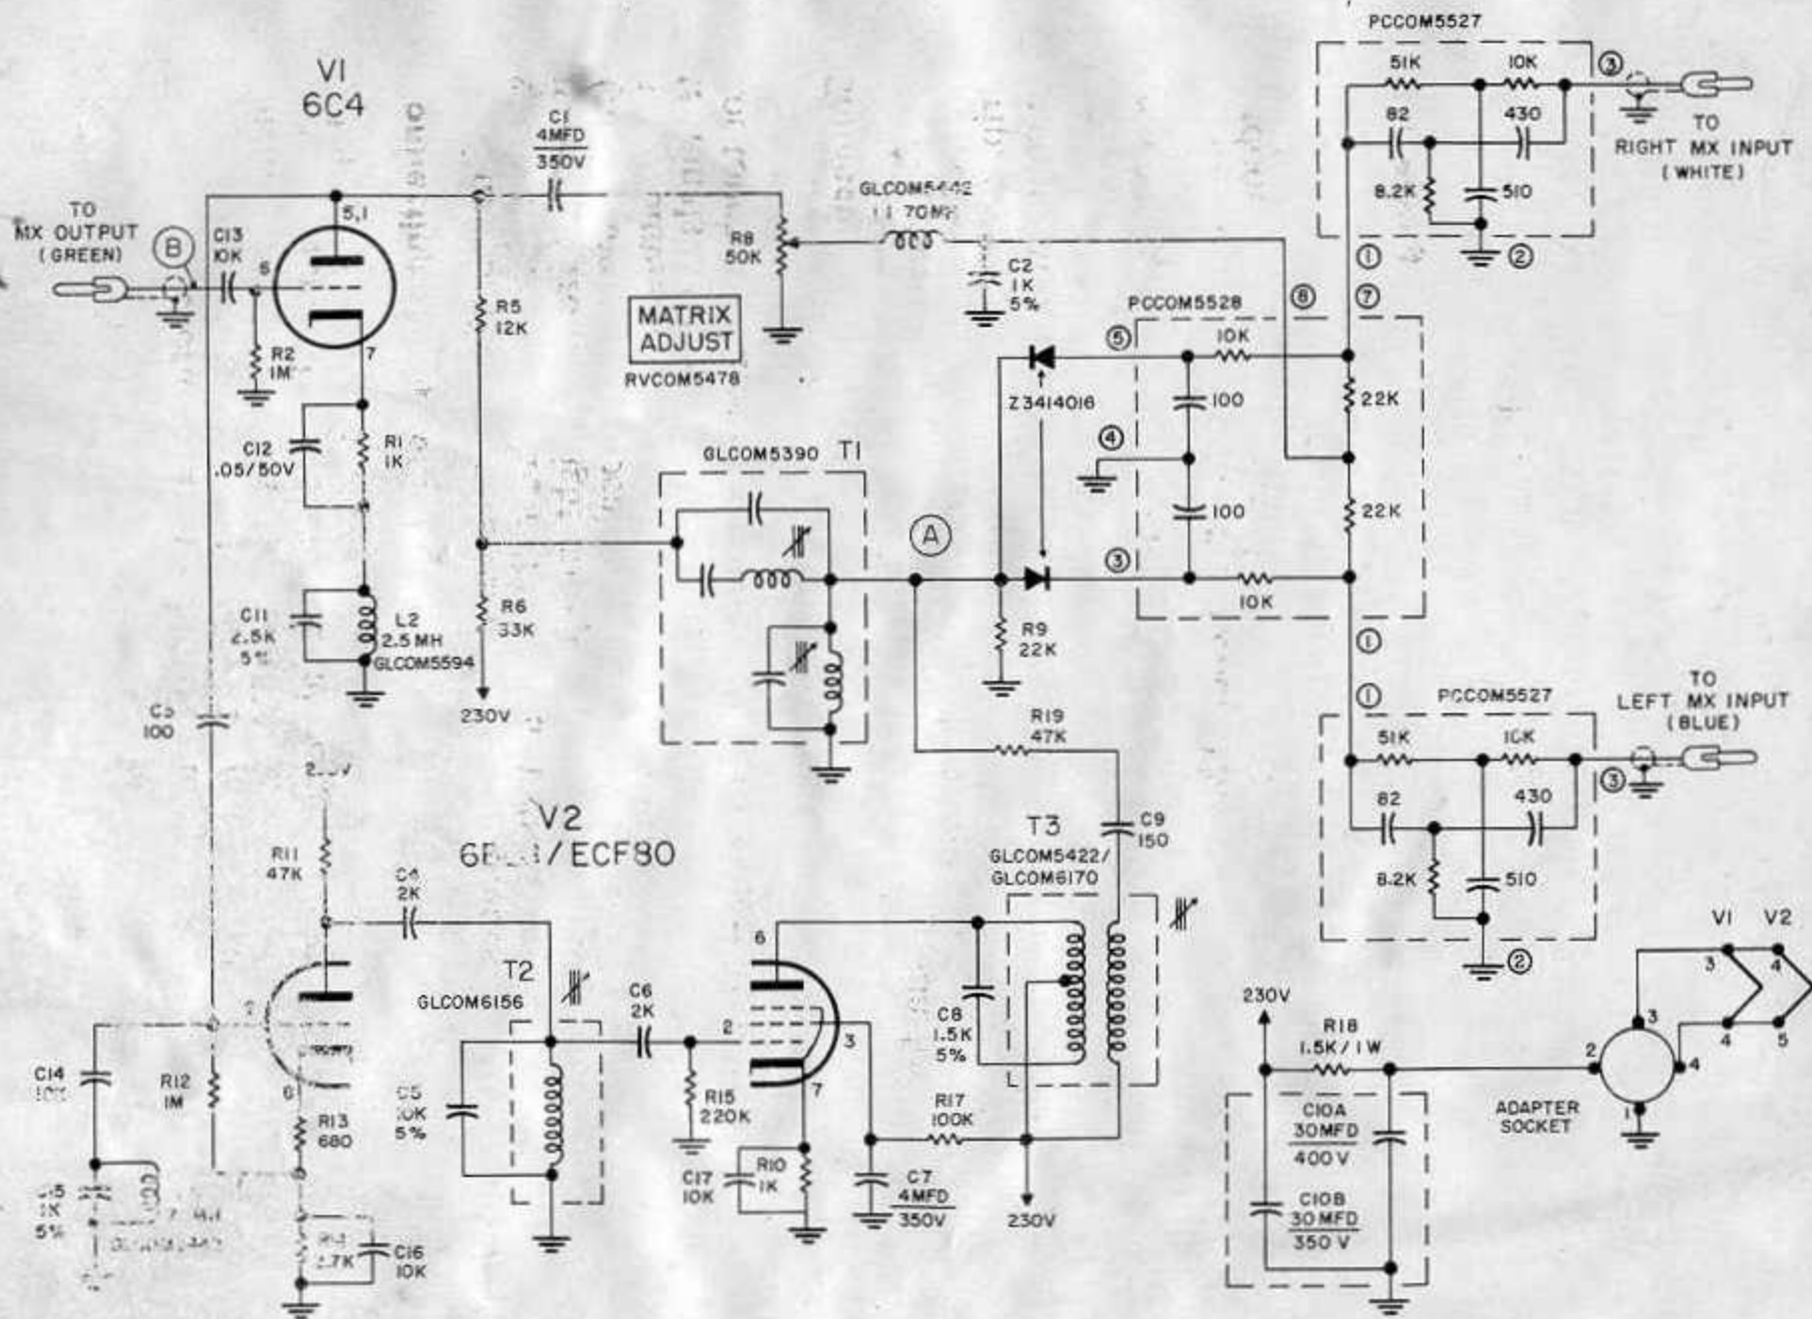 PCCOM5527
51K
10K
③
82
430
8.2K
510
②
TO
RIGHT MX INPUT
(WHITE)
V1
6C4
C1
4MFD
350V
TO
MX OUTPUT
(GREEN)
B
C13
10K
5,1
6
7
R2
1M
R5
12K
R8
50K
MATRIX
ADJUST
RVCOM5478
C2
1K
5%
①
⑦
PCCOM5528
⑥
⑤
10K
Z3414016
100
22K
④
100
22K
③
10K
C12
.05/50V
R1
1K
GLCOM5390
T1
A
C11
2.5K
5%
L2
2.5MH
GLCOM5594
R6
33K
230V
R9
22K
R19
47K
①
①
PCCOM5527
51K
10K
③
82
430
8.2K
510
②
TO
LEFT MX INPUT
(BLUE)
100
V2
/ECF80
R11
47K
C4
2K
T3
GLCOM5422/
GLCOM6170
C9
150
T2
GLCOM6156
C6
2K
6
2
3
7
C8
1.5K
5%
C14
R12
1M
6
R13
680
C5
10K
5%
R15
220K
R17
100K
C17
10K
R10
1K
C7
4MFD
350V
230V
5%
C16
10K
230V
R18
1.5K/1W
C10A
30MFD
400V
C10B
30MFD
350V
V1
V2
3
4
4
5
3
2
4
1
ADAPTER
SOCKET